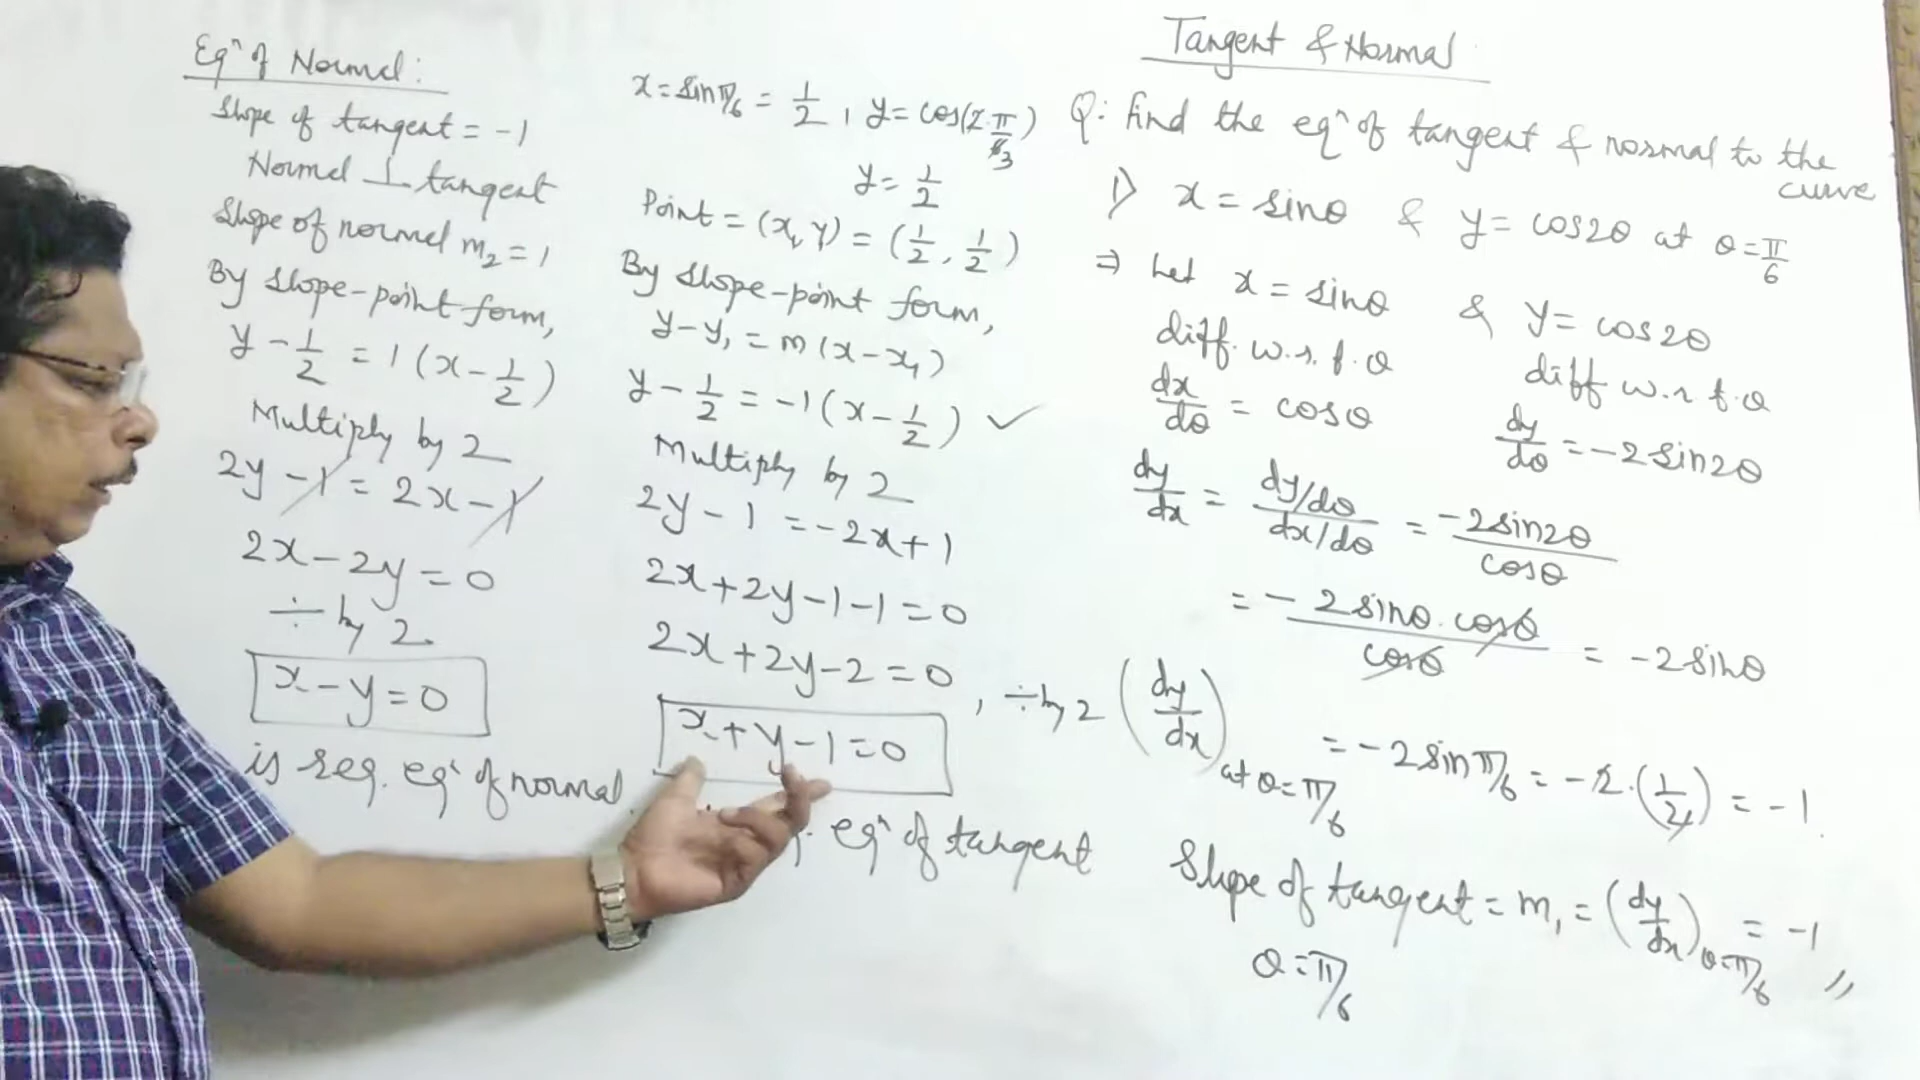 Tangent & Normal
Q: find the eqⁿ of tangent & normal to the curve
1) x = sinθ & y = cos2θ at θ = π/6
⇒ Let x = sinθ & y = cos2θ
diff. w.r.t. θ diff w.r.t. θ
dx/dθ = cosθ dy/dθ = -2sin2θ
dy/dx = (dy/dθ)/(dx/dθ) = -2sin2θ/cosθ
= -2sinθ.cosθ/cosθ = -2sinθ
(dy/dx) at θ=π/6 = -2sinπ/6 = -2.(1/2) = -1.
Slope of tangent = m₁ = (dy/dx) θ=π/6 = -1 ,,
θ=π/6
x = sinπ/6 = 1/2 , y = cos(2.π/6 3)
y = 1/2
Point = (x, y) = (1/2, 1/2)
By slope-point form,
y-y₁ = m(x-x₁)
y - 1/2 = -1(x - 1/2) ✓
Multiply by 2
2y - 1 = -2x+1
2x+2y-1-1=0
2x+2y-2=0 , ÷ by 2
x+y-1=0
eqⁿ of tangent
Eqⁿ of Normal:
Slope of tangent = -1
Normal ⊥ tangent
Slope of normal m₂ = 1
By slope-point form,
y - 1/2 = 1(x - 1/2)
Multiply by 2
2y - 1 = 2x - 1
2x - 2y = 0
÷ by 2
x - y = 0
is req. eqⁿ of normal.